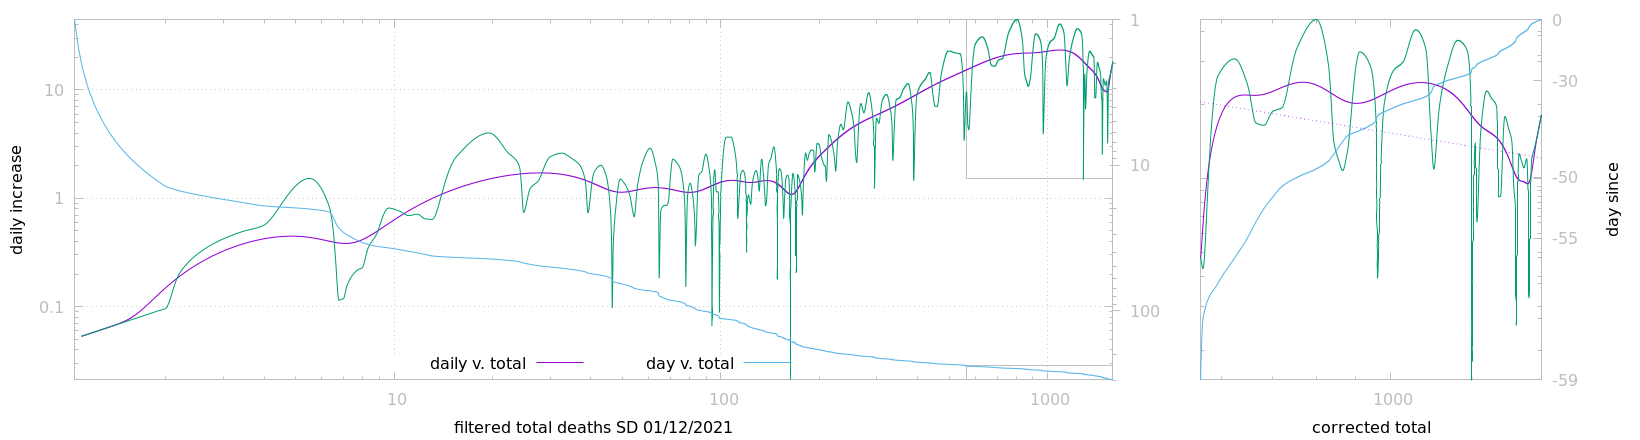 daily increase
10
1
0.1
1
10
100
daily v. total
day v. total
10
100
1000
filtered total deaths SD 01/12/2021
0
-30
-50
-55
-59
day since
1000
corrected total